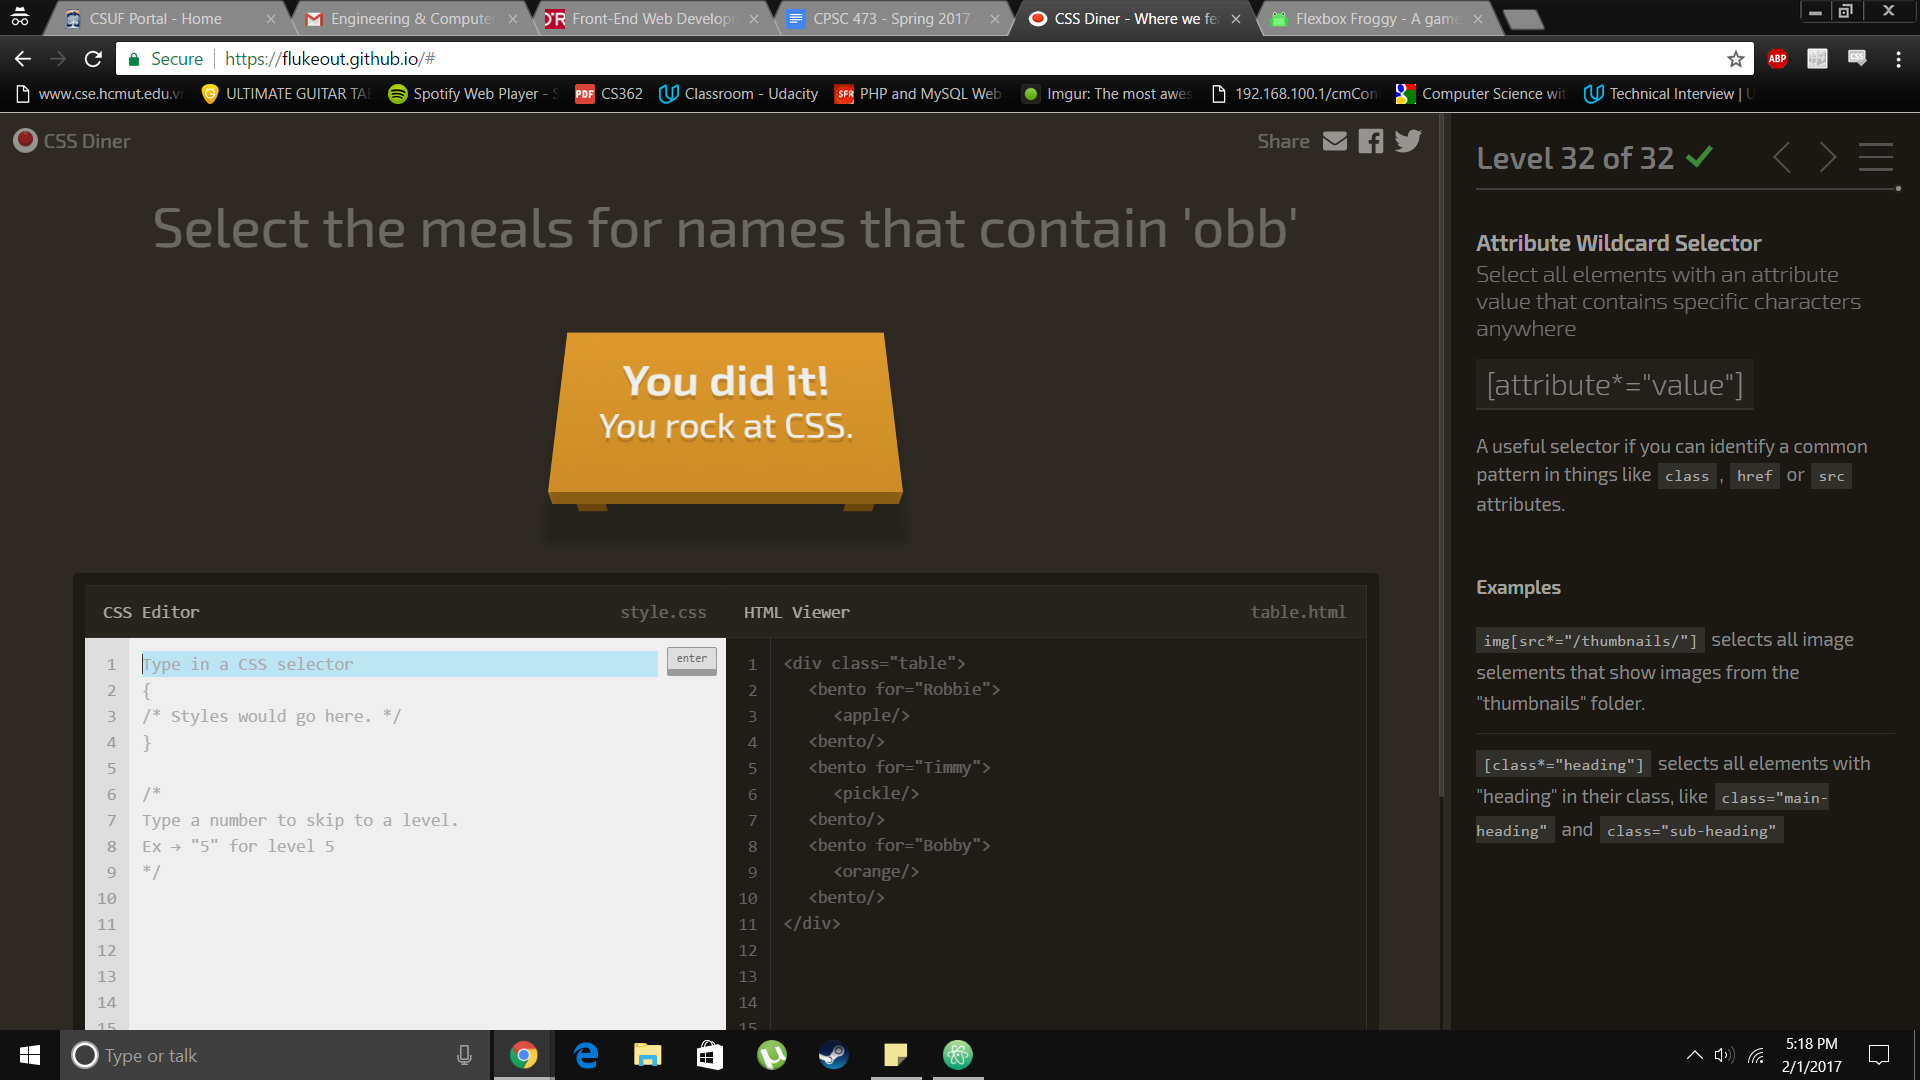 CSUF Portal - Home
Engineering & Computer
Front-End Web Develop
CPSC 473 - Spring 2017 -
CSS Diner - Where we fe
Flexbox Froggy - A game
Secure https://flukeout.github.io/#
ABP
www.cse.hcmut.edu.v
ULTIMATE GUITAR TA
Spotify Web Player - S
PDF CS362
Classroom - Udacity
SFR PHP and MySQL Web
Imgur: The most awes
192.168.100.1/cmCon
Computer Science wit
Technical Interview | U
CSS Diner
Share
Select the meals for names that contain 'obb'
You did it!
You rock at CSS.
CSS Editor style.css
1 Type in a CSS selector
enter
2 {
3 /* Styles would go here. */
4 }
5
6 /*
7 Type a number to skip to a level.
8 Ex → "5" for level 5
9 */
10
11
12
13
14
15
HTML Viewer table.html
1 <div class="table">
2 <bento for="Robbie">
3 <apple/>
4 <bento/>
5 <bento for="Timmy">
6 <pickle/>
7 <bento/>
8 <bento for="Bobby">
9 <orange/>
10 <bento/>
11 </div>
12
13
14
15
Level 32 of 32
Attribute Wildcard Selector
Select all elements with an attribute
value that contains specific characters
anywhere
[attribute*="value"]
A useful selector if you can identify a common
pattern in things like class , href or src
attributes.
Examples
img[src*="/thumbnails/"] selects all image
selements that show images from the
"thumbnails" folder.
[class*="heading"] selects all elements with
"heading" in their class, like class="main-
heading" and class="sub-heading"
Type or talk
5:18 PM
2/1/2017